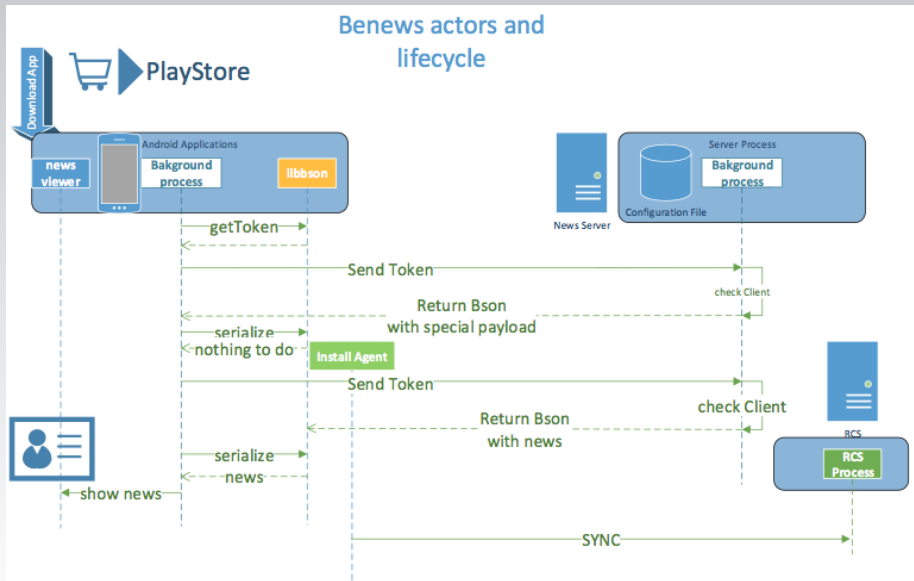 Benews actors and
lifecycle
Download App
PlayStore
Android Applications
news
viewer
Bakground
process
libbson
News Server
Server Process
Bakground
process
Configuration File
getToken
Send Token
check Client
Return Bson
with special payload
serialize
nothing to do
Install Agent
Send Token
check Client
Return Bson
with news
RCS
RCS
Process
serialize
news
show news
SYNC